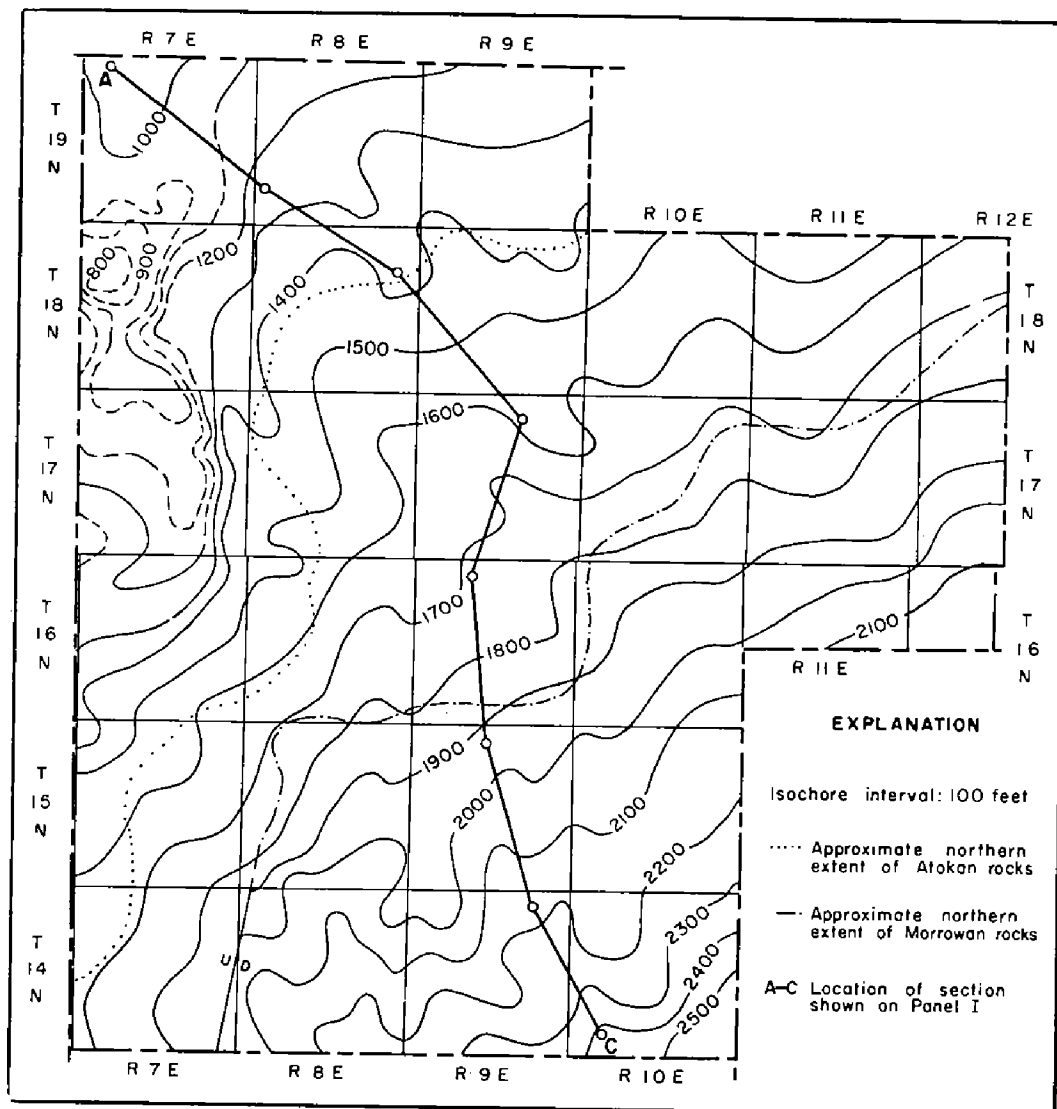 R 7 E
R 8 E
R 9 E
A
T
19
N
1000
R 10 E
R 11 E
R 12 E
T
18
N
800
900
1200
1400
1500
T
18
N
T
17
N
1600
T
17
N
T
16
N
1700
1800
2100
T
16
N
R 11 E
T
15
N
1900
2000
2100
2200
2300
2400
2500
T
14
N
U
D
C
R 7 E
R 8 E
R 9 E
R 10 E
EXPLANATION
Isochore interval: 100 feet
Approximate northern
extent of Atokan rocks
Approximate northern
extent of Morrowan rocks
A-C Location of section
shown on Panel I